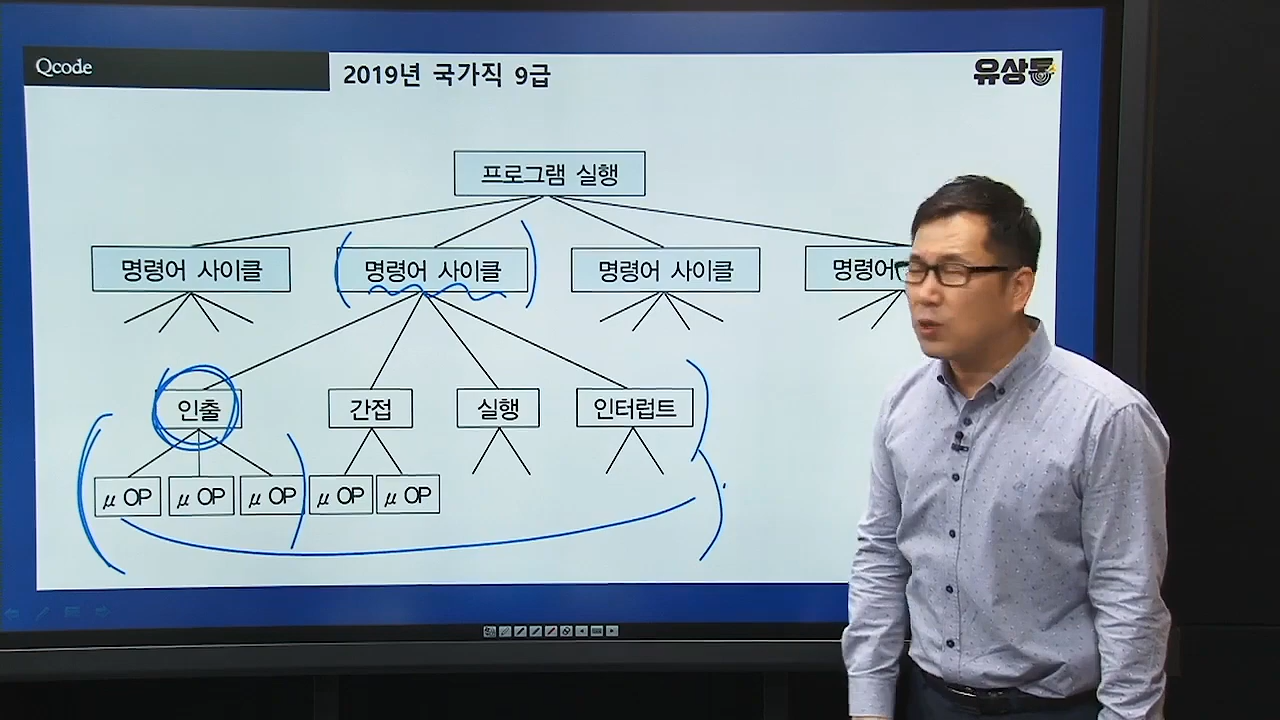 Qcode
2019년 국가직 9급
유상통
프로그램 실행
명령어 사이클
명령어 사이클
명령어 사이클
명령어
인출
간접
실행
인터럽트
μ OP
μ OP
μ OP
μ OP
μ OP